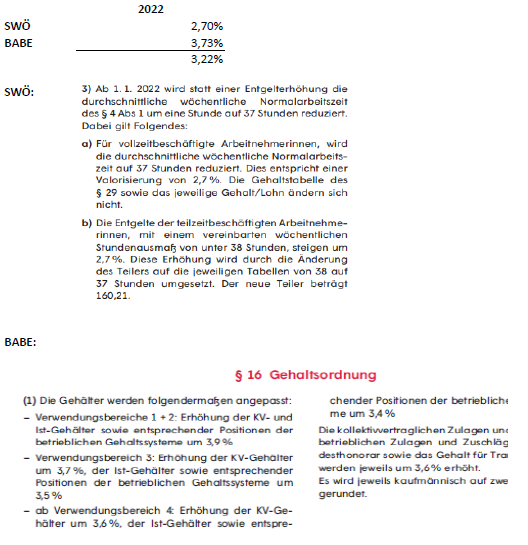 2022
SWÖ 2,70%
BABE 3,73%
3,22%
SWÖ:
3) Ab 1. 1. 2022 wird statt einer Entgelterhöhung die
durchschnittliche wöchentliche Normalarbeitszeit
des § 4 Abs 1 um eine Stunde auf 37 Stunden reduziert.
Dabei gilt Folgendes:
a) Für vollzeitbeschäftigte Arbeitnehmerinnen, wird
die durchschnittliche wöchentliche Normalarbeits-
zeit auf 37 Stunden reduziert. Dies entspricht einer
Valorisierung von 2,7 %. Die Gehaltstabelle des
§ 29 sowie das jeweilige Gehalt/Lohn ändern sich
nicht.
b) Die Entgelte der teilzeitbeschäftigten Arbeitnehme-
rinnen, mit einem vereinbarten wöchentlichen
Stundenausmaß von unter 38 Stunden, steigen um
2,7 %. Diese Erhöhung wird durch die Änderung
des Teilers auf die jeweiligen Tabellen von 38 auf
37 Stunden umgesetzt. Der neue Teiler beträgt
160,21.
BABE:
§ 16 Gehaltsordnung
(1) Die Gehälter werden folgendermaßen angepasst:
– Verwendungsbereiche 1 + 2: Erhöhung der KV- und
Ist-Gehälter sowie entsprechender Positionen der
betrieblichen Gehaltssysteme um 3,9 %
– Verwendungsbereich 3: Erhöhung der KV-Gehälter
um 3,7 %, der Ist-Gehälter sowie entsprechender
Positionen der betrieblichen Gehaltssysteme um
3,5 %
– ab Verwendungsbereich 4: Erhöhung der KV-Ge-
hälter um 3,6 %, der Ist-Gehälter sowie entspre-
chender Positionen der betriebliche
me um 3,4 %
Die kollektivvertraglichen Zulagen und
betrieblichen Zulagen und Zuschläg
desthonorar sowie das Gehalt für Tra
werden jeweils um 3,6 % erhöht.
Es wird jeweils kaufmännisch auf zwe
gerundet.